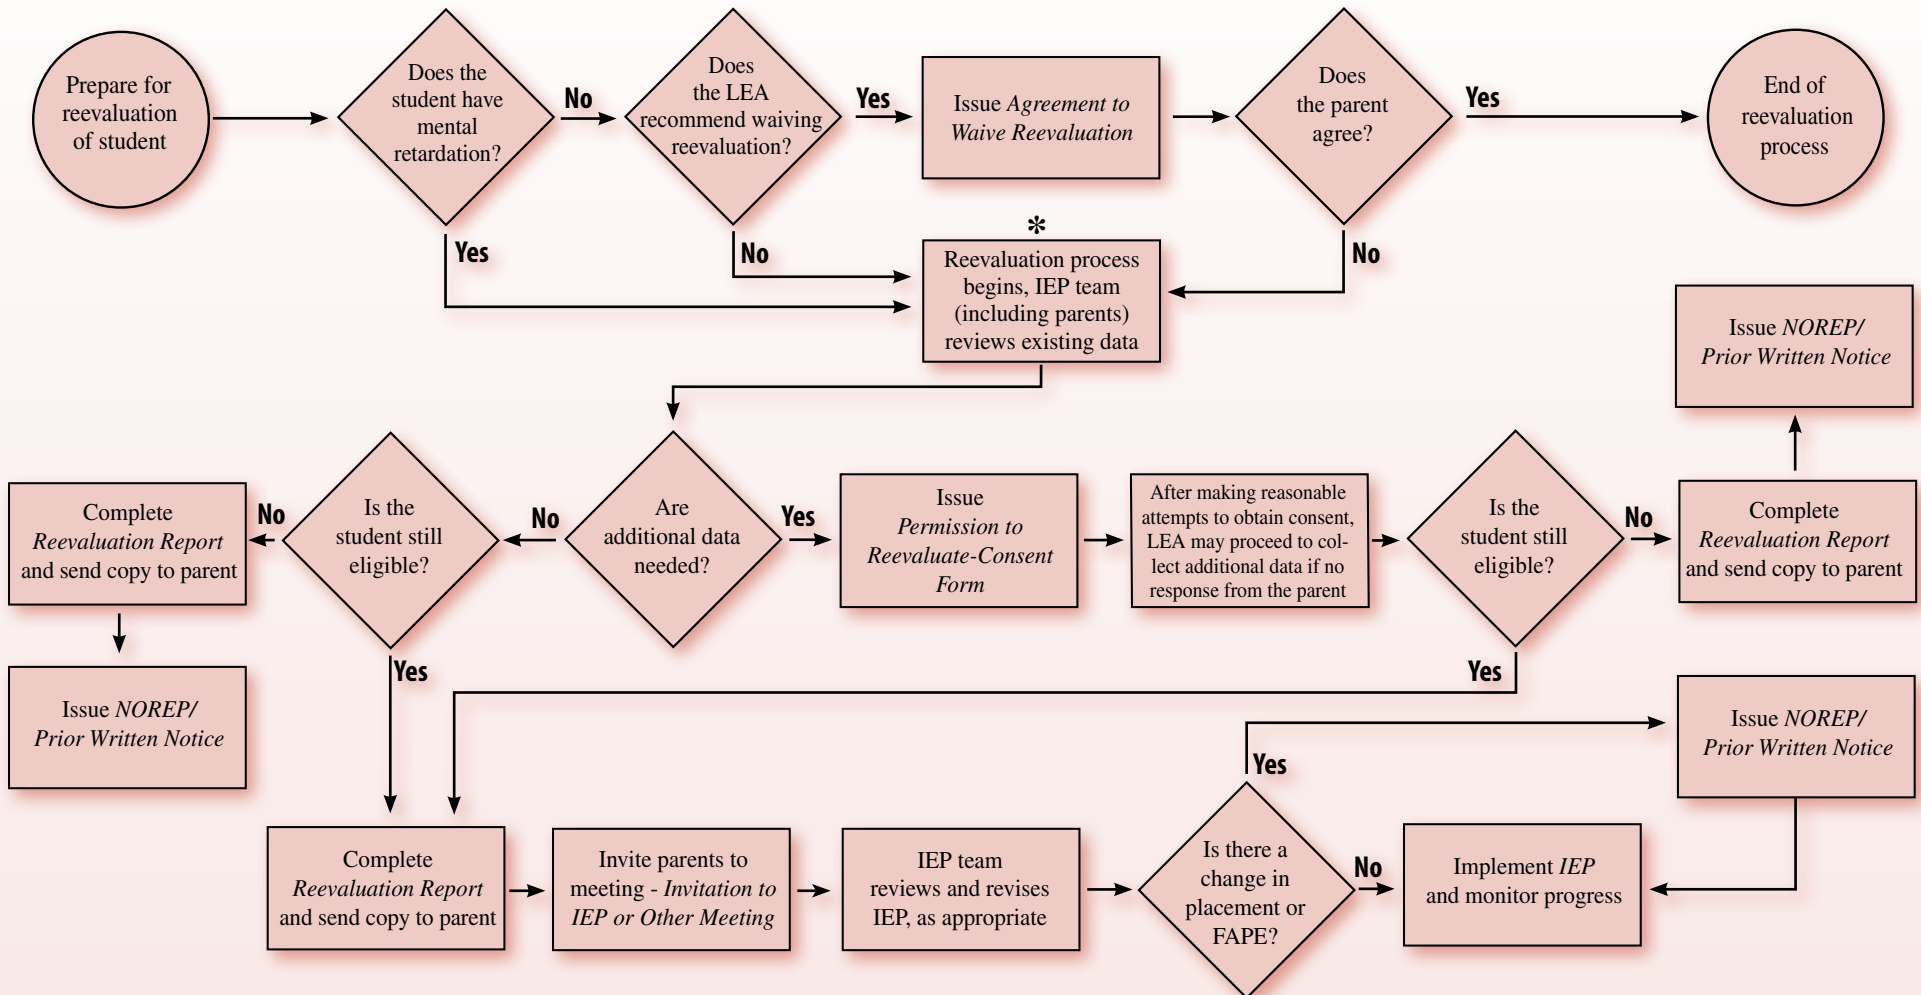 Prepare for
reevaluation
of student
Does the
student have
mental
retardation?
No
Does
the LEA
recommend waiving
reevaluation?
Yes
Issue Agreement to
Waive Reevaluation
Does
the parent
agree?
Yes
End of
reevaluation
process
Yes
No
*
Reevaluation process
begins, IEP team
(including parents)
reviews existing data
No
Issue NOREP/
Prior Written Notice
Complete
Reevaluation Report
and send copy to parent
No
Is the
student still
eligible?
No
Are
additional data
needed?
Yes
Issue
Permission to
Reevaluate-Consent
Form
After making reasonable
attempts to obtain consent,
LEA may proceed to col-
lect additional data if no
response from the parent
Is the
student still
eligible?
No
Complete
Reevaluation Report
and send copy to parent
Yes
Yes
Issue NOREP/
Prior Written Notice
Issue NOREP/
Prior Written Notice
Yes
Complete
Reevaluation Report
and send copy to parent
Invite parents to
meeting - Invitation to
IEP or Other Meeting
IEP team
reviews and revises
IEP, as appropriate
Is there a
change in
placement or
FAPE?
No
Implement IEP
and monitor progress